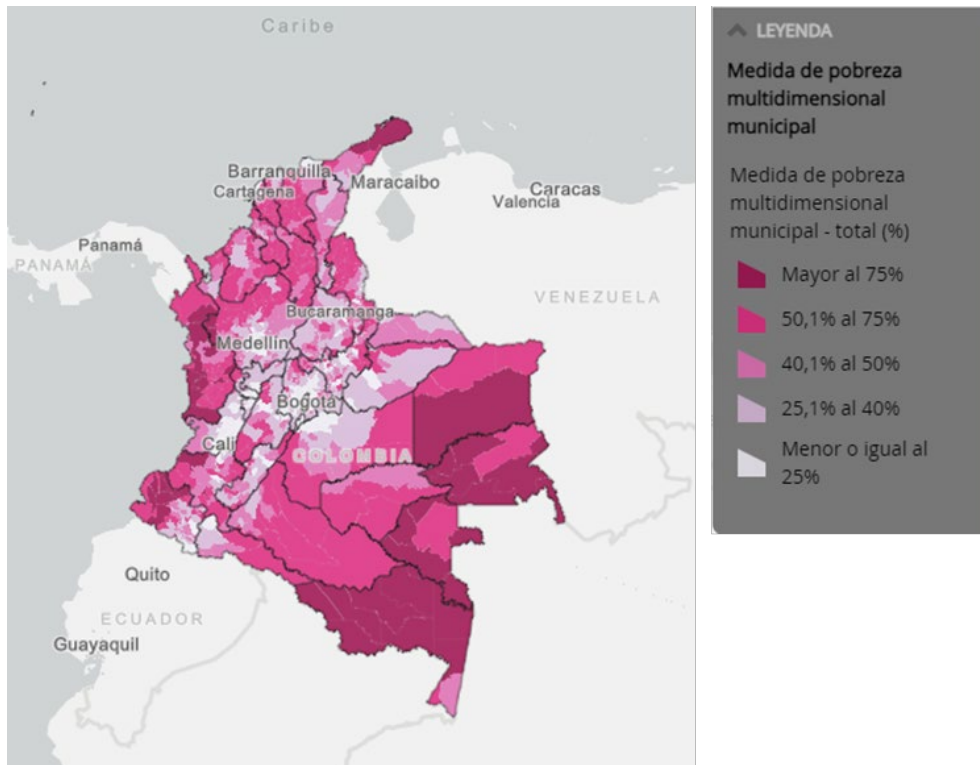 Caribe
Barranquilla
Cartagena
Maracaibo
Caracas
Valencia
Panamá
PANAMÁ
VENEZUELA
Bucaramanga
Medellín
Bogotá
Cali
COLOMBIA
Quito
ECUADOR
Guayaquil
LEYENDA
Medida de pobreza
multidimensional
municipal
Medida de pobreza
multidimensional
municipal - total (%)
Mayor al 75%
50,1% al 75%
40,1% al 50%
25,1% al 40%
Menor o igual al
25%